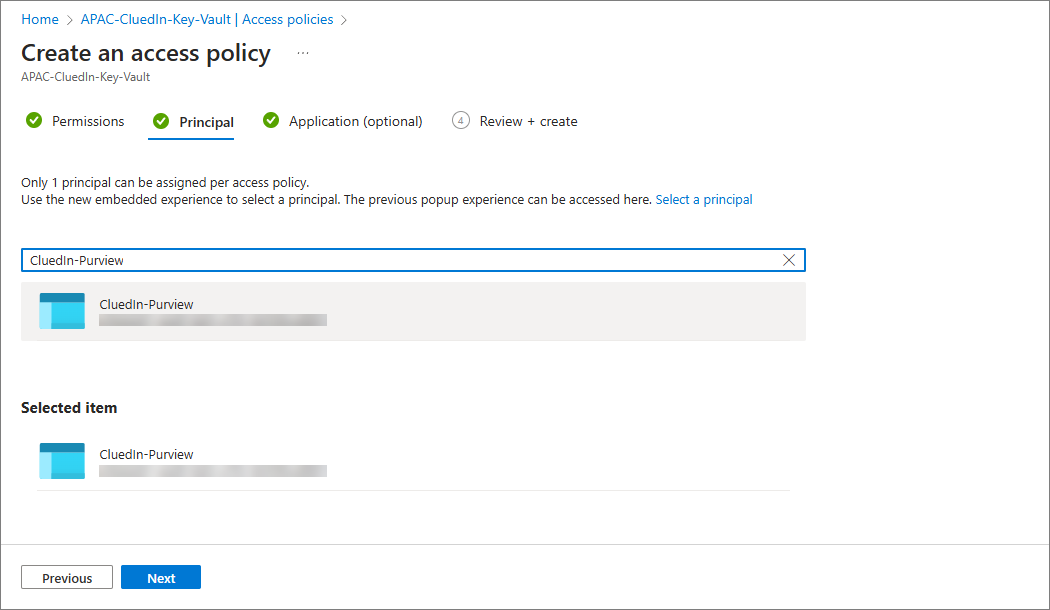 Home > APAC-CluedIn-Key-Vault | Access policies >
Create an access policy ...
APAC-CluedIn-Key-Vault
Permissions Principal Application (optional) 4 Review + create
Only 1 principal can be assigned per access policy.
Use the new embedded experience to select a principal. The previous popup experience can be accessed here. Select a principal
CluedIn-Purview
CluedIn-Purview
Selected item
CluedIn-Purview
Previous Next